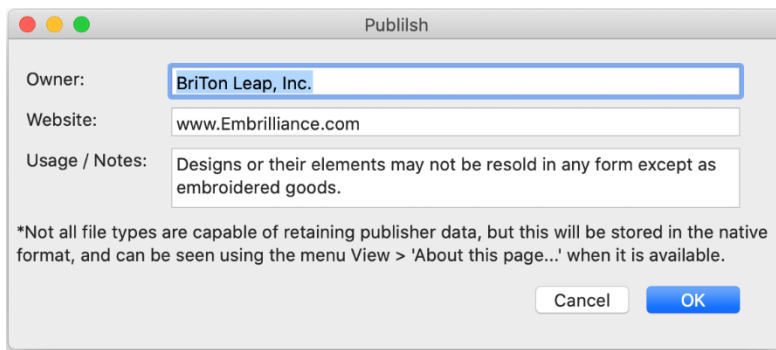 Publilsh
Owner: BriTon Leap, Inc.
Website: www.Embrilliance.com
Usage / Notes: Designs or their elements may not be resold in any form except as
embroidered goods.
*Not all file types are capable of retaining publisher data, but this will be stored in the native
format, and can be seen using the menu View > 'About this page...' when it is available.
Cancel OK